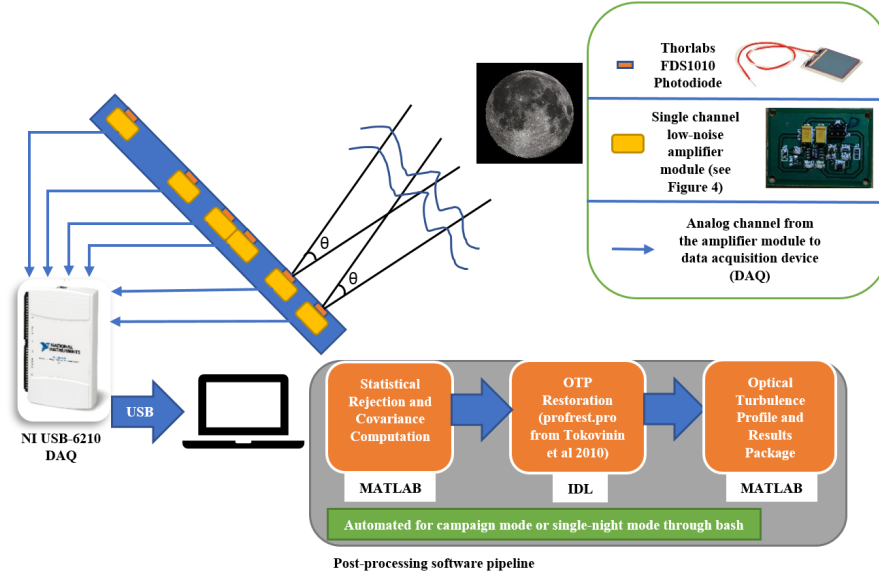 Thorlabs
FDS1010
Photodiode
Single channel
low-noise
amplifier
module (see
Figure 4)
Analog channel from
the amplifier module to
data acquisition device
(DAQ)
θ
θ
NATIONAL
INSTRUMENTS
NI USB-6210
DAQ
USB
Statistical
Rejection and
Covariance
Computation
MATLAB
OTP
Restoration
(profrest.pro
from Tokovinin
et al 2010)
IDL
Optical
Turbulence
Profile and
Results
Package
MATLAB
Automated for campaign mode or single-night mode through bash
Post-processing software pipeline